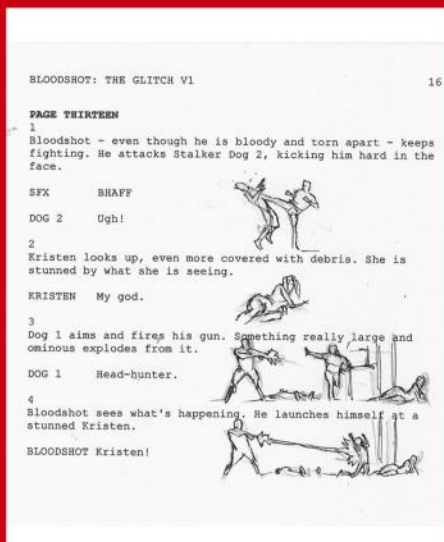 BLOODSHOT: THE GLITCH V1 16
PAGE THIRTEEN
1
Bloodshot - even though he is bloody and torn apart - keeps
fighting. He attacks Stalker Dog 2, kicking him hard in the
face.
SFX BHAFF
DOG 2 Ugh!
2
Kristen looks up, even more covered with debris. She is
stunned by what she is seeing.
KRISTEN My god.
3
Dog 1 aims and fires his gun. Something really large and
ominous explodes from it.
DOG 1 Head-hunter.
4
Bloodshot sees what's happening. He launches himself at a
stunned Kristen.
BLOODSHOT Kristen!